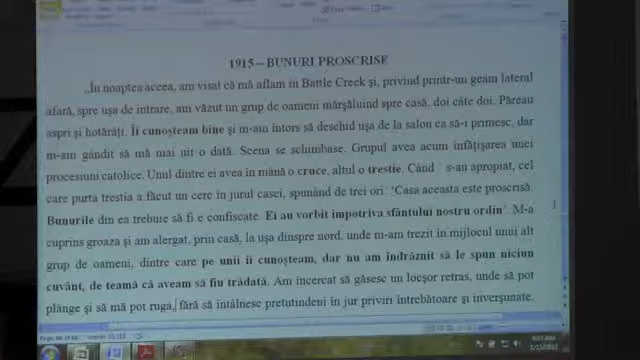 1915 – BUNURI PROSCRISE
„În noaptea aceea, am visat că mă aflam în Battle Creek şi, privind printr-un geam lateral
afară, spre uşa de intrare, am văzut un grup de oameni mărşăluind spre casă, doi câte doi. Păreau
aspri şi hotărâţi. Îi cunoşteam bine şi m-am întors să deschid uşa de la salon ca să-i primesc, dar
m-am gândit să mă mai uit o dată. Scena se schimbase. Grupul avea acum înfăţişarea unei
procesiuni catolice. Unul dintre ei avea în mână o cruce, altul o trestie. Când s-au apropiat, cel
care purta trestia a făcut un cerc în jurul casei, spunând de trei ori: 'Casa aceasta este proscrisă.
Bunurile din ea trebuie să fi e confiscate. Ei au vorbit împotriva sfântului nostru ordin'. M-a
cuprins groaza şi am alergat, prin casă, la uşa dinspre nord, unde m-am trezit în mijlocul unui alt
grup de oameni, dintre care pe unii îi cunoşteam, dar nu am îndrăznit să le spun niciun
cuvânt, de teamă că aveam să fiu trădată. Am încercat să găsesc un locşor retras, unde să pot
plânge şi să mă pot ruga, fără să întâlnesc pretutindeni în jur priviri întrebătoare şi înverşunate.